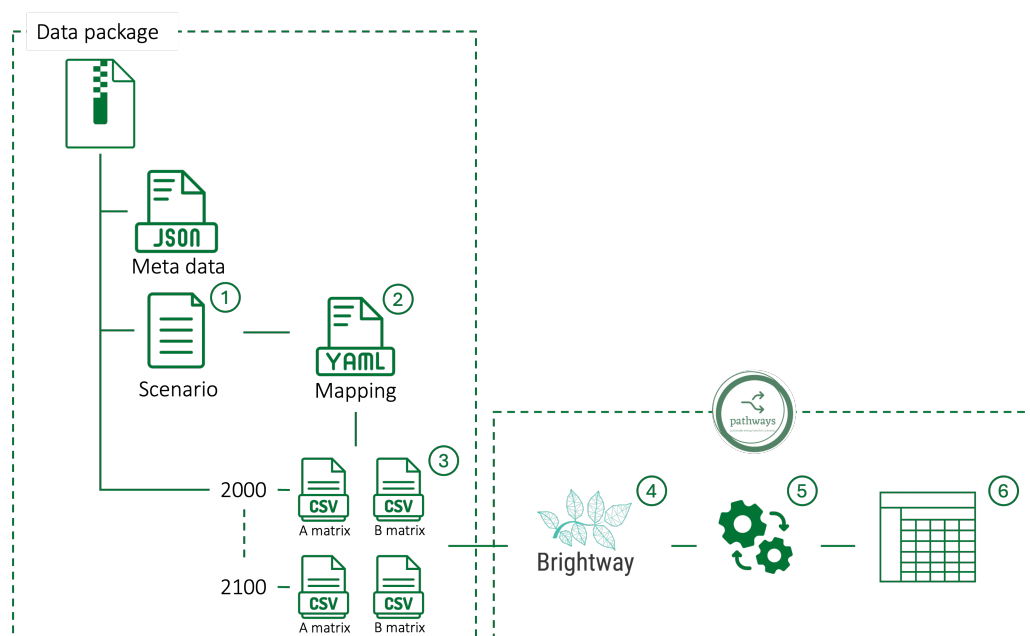 Data package
JSON
Meta data
1
Scenario
2
YAML
Mapping
pathways
3
2000
CSV
CSV
A matrix
B matrix
4
Brightway
5
6
2100
CSV
CSV
A matrix
B matrix